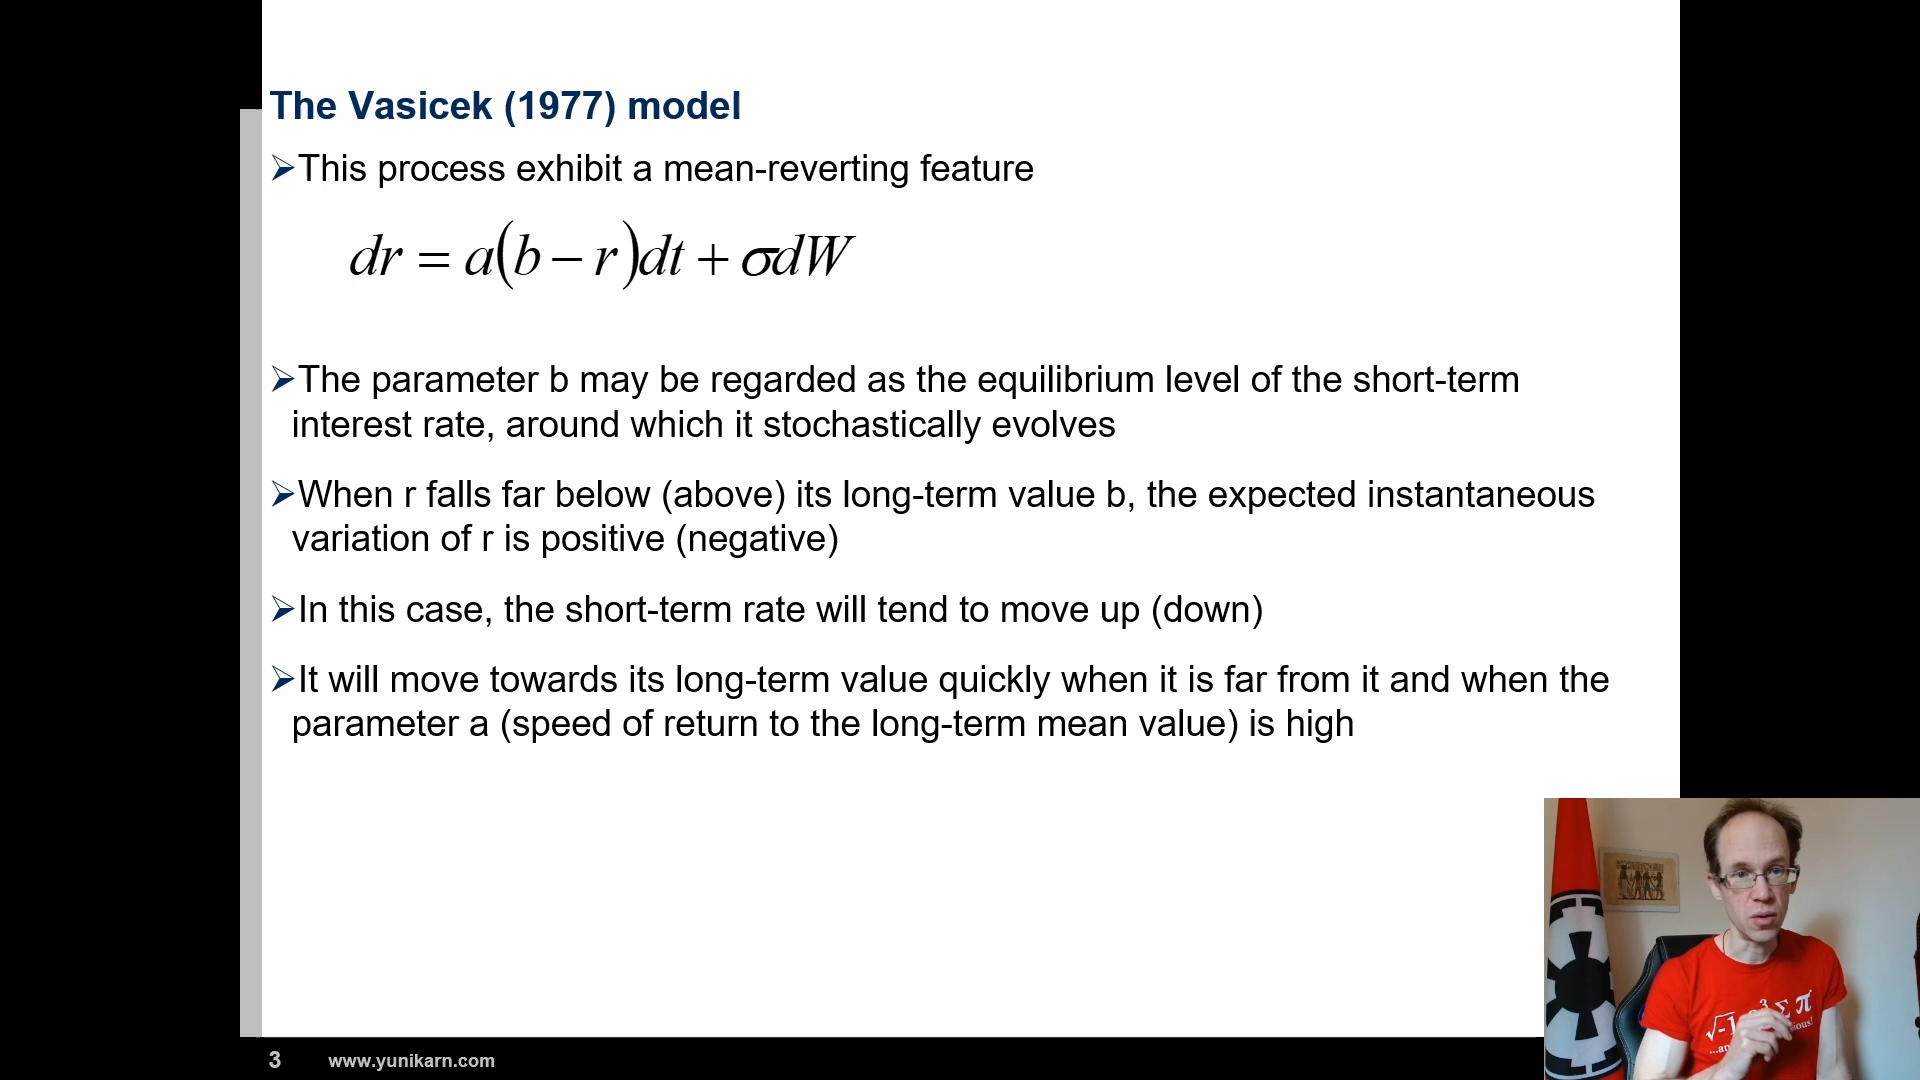 The Vasicek (1977) model
➢This process exhibit a mean-reverting feature
dr = a(b − r)dt + σdW
➢The parameter b may be regarded as the equilibrium level of the short-term
interest rate, around which it stochastically evolves
➢When r falls far below (above) its long-term value b, the expected instantaneous
variation of r is positive (negative)
➢In this case, the short-term rate will tend to move up (down)
➢It will move towards its long-term value quickly when it is far from it and when the
parameter a (speed of return to the long-term mean value) is high
√-1 2³ Σ π
3 www.yunikarn.com